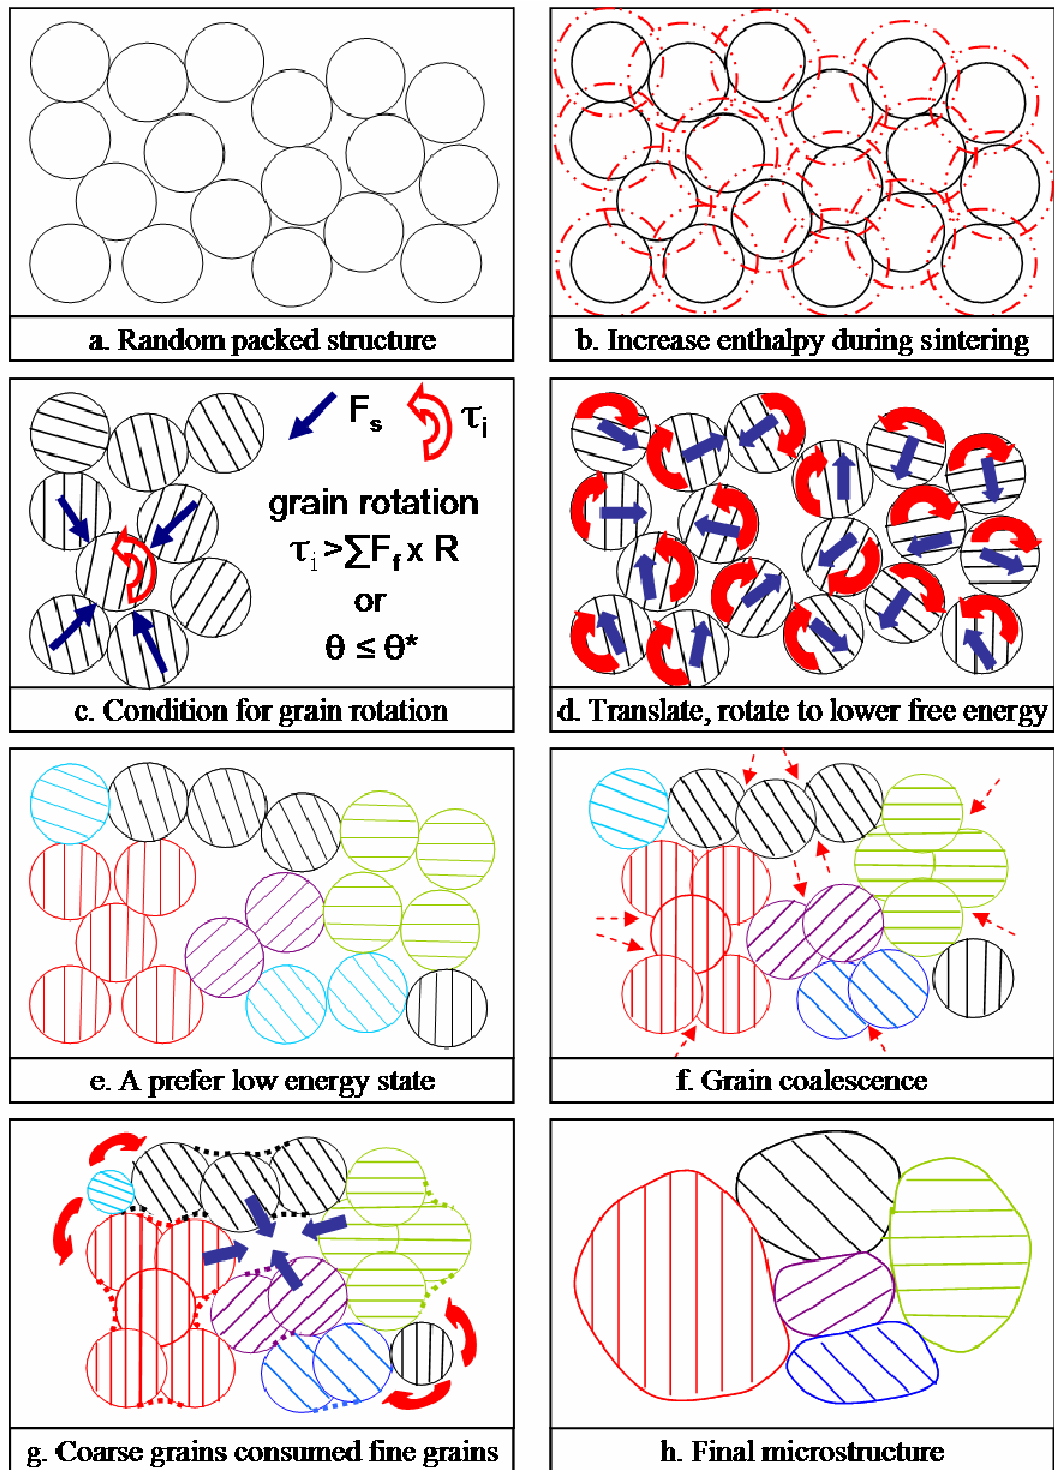 a. Random packed structure
b. Increase enthalpy during sintering
Fs
τi
grain rotation
τi >∑Ff x R
or
θ ≤ θ*
c. Condition for grain rotation
d. Translate, rotate to lower free energy
e. A prefer low energy state
f. Grain coalescence
g. Coarse grains consumed fine grains
h. Final microstructure